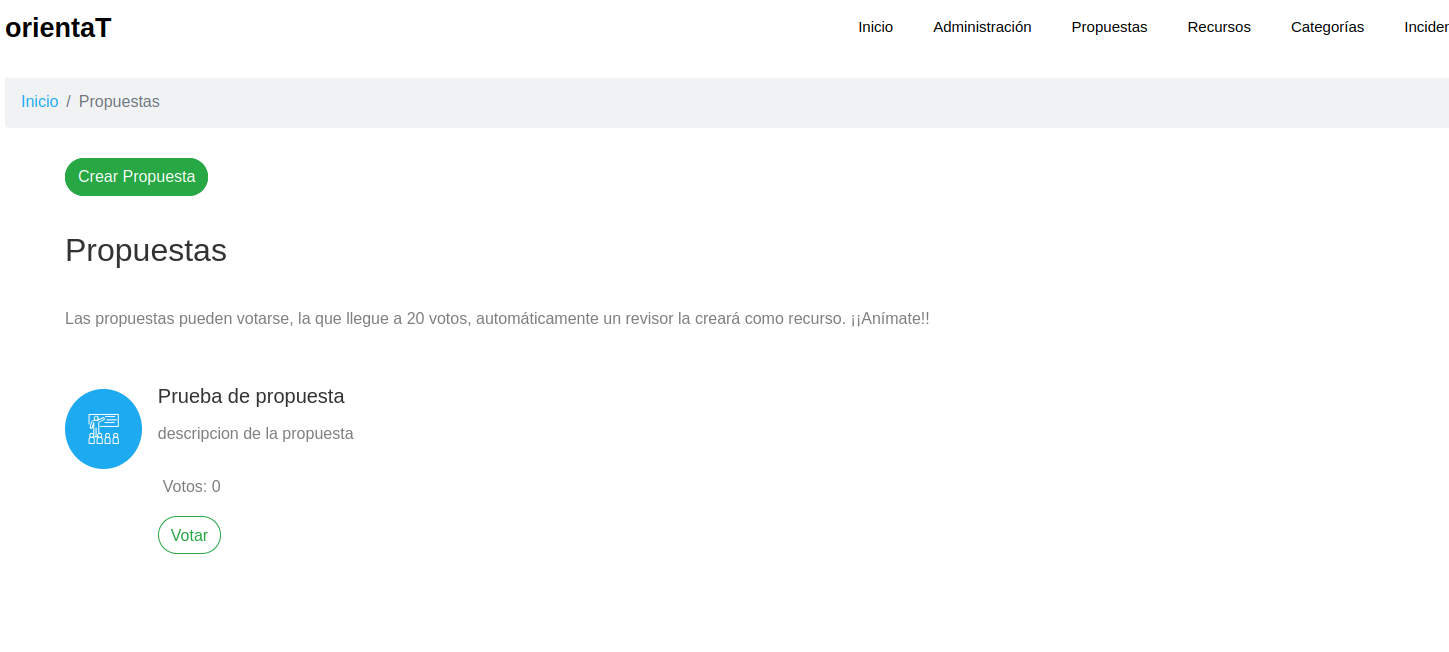 orientaT
Inicio Administración Propuestas Recursos Categorías Inciden
Inicio / Propuestas
Crear Propuesta
Propuestas
Las propuestas pueden votarse, la que llegue a 20 votos, automáticamente un revisor la creará como recurso. ¡¡Anímate!!
Prueba de propuesta
descripcion de la propuesta
Votos: 0
Votar